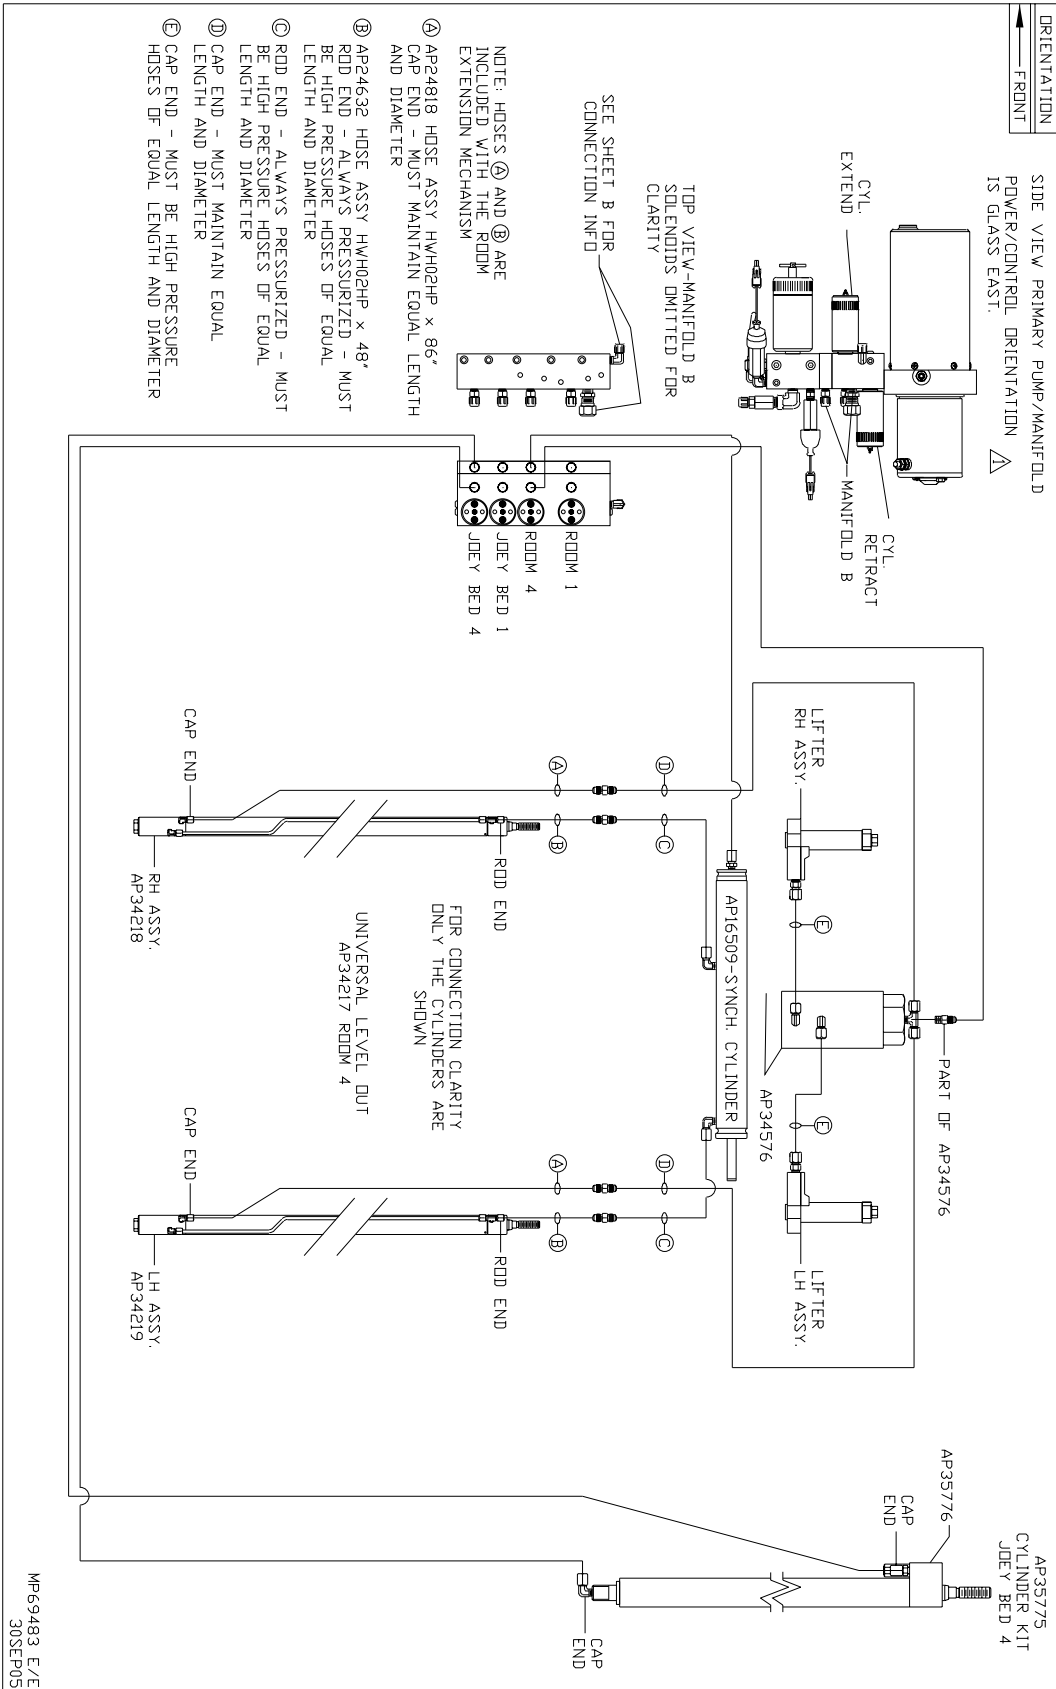 ORIENTATION
FRONT
SIDE VIEW PRIMARY PUMP/MANIFOLD
POWER/CONTROL ORIENTATION
IS GLASS EAST.
1
CYL.
EXTEND
CYL.
RETRACT
MANIFOLD B
TOP VIEW-MANIFOLD B
SOLENOIDS OMITTED FOR
CLARITY
SEE SHEET B FOR
CONNECTION INFO
NOTE: HOSES A AND B ARE
INCLUDED WITH THE ROOM
EXTENSION MECHANISM
A AP24818 HOSE ASSY HWH02HP x 86"
CAP END - MUST MAINTAIN EQUAL LENGTH
AND DIAMETER
B AP24632 HOSE ASSY HWH02HP x 48"
ROD END - ALWAYS PRESSURIZED - MUST
BE HIGH PRESSURE HOSES OF EQUAL
LENGTH AND DIAMETER
C ROD END - ALWAYS PRESSURIZED - MUST
BE HIGH PRESSURE HOSES OF EQUAL
LENGTH AND DIAMETER
D CAP END - MUST MAINTAIN EQUAL
LENGTH AND DIAMETER
E CAP END - MUST BE HIGH PRESSURE
HOSES OF EQUAL LENGTH AND DIAMETER
ROOM 1
ROOM 4
JOEY BED 1
JOEY BED 4
LIFTER
RH ASSY.
E
PART OF AP34576
AP34576
E
LIFTER
LH ASSY.
AP16509-SYNCH. CYLINDER
D
C
A
B
D
C
A
B
ROD END
CAP END
RH ASSY.
AP34218
FOR CONNECTION CLARITY
ONLY THE CYLINDERS ARE
SHOWN
UNIVERSAL LEVEL OUT
AP34217 ROOM 4
ROD END
CAP END
LH ASSY.
AP34219
AP35775
CYLINDER KIT
JOEY BED 4
AP35776
CAP
END
CAP
END
MP69483 E/E
30SEP05